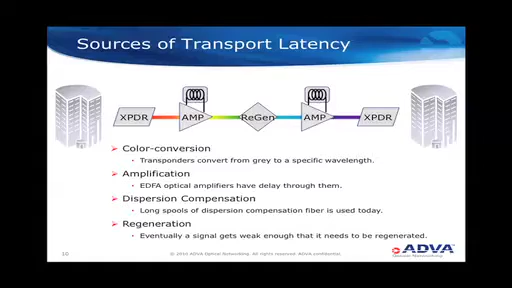 Sources of Transport Latency
XPDR AMP ReGen AMP XPDR
Color-conversion
Transponders convert from grey to a specific wavelength.
Amplification
EDFA optical amplifiers have delay through them.
Dispersion Compensation
Long spools of dispersion compensation fiber is used today.
Regeneration
Eventually a signal gets weak enough that it needs to be regenerated.
ADVA
Optical Networking
10
© 2010 ADVA Optical Networking. All rights reserved. ADVA confidential.